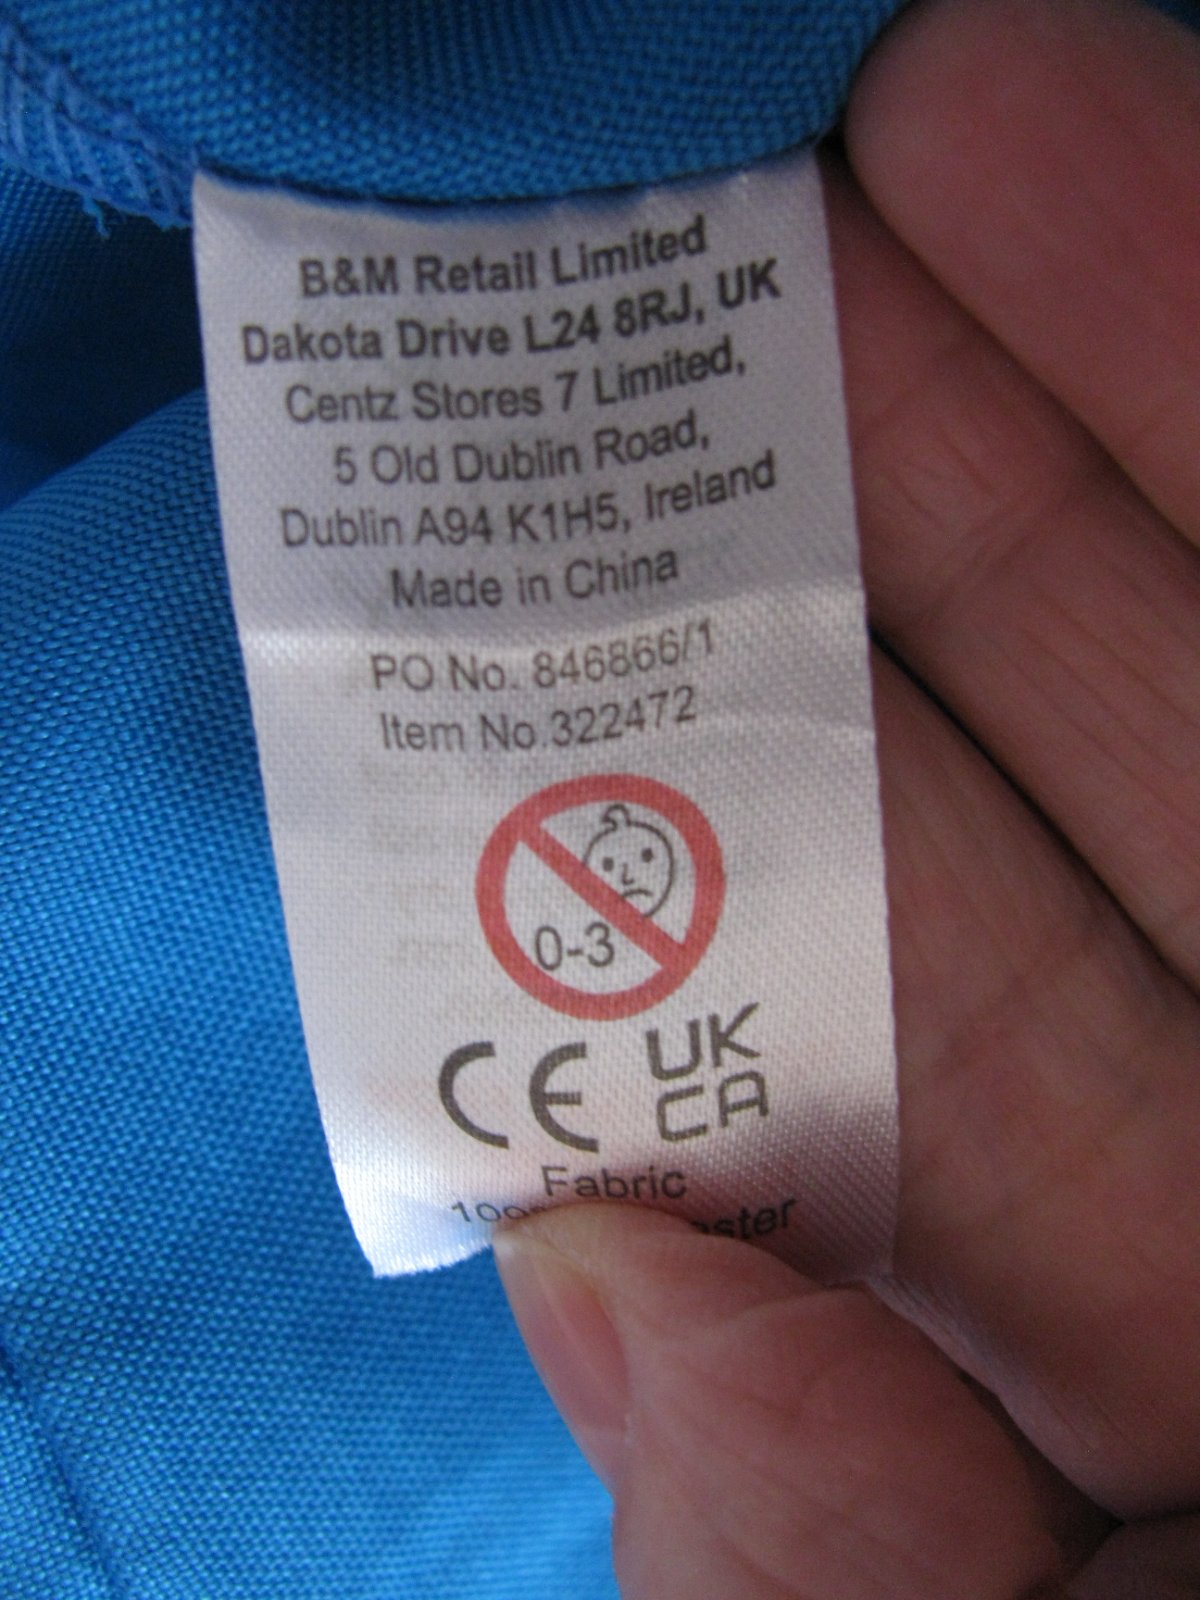 B&M Retail Limited
Dakota Drive L24 8RJ, UK
Centz Stores 7 Limited,
5 Old Dublin Road,
Dublin A94 K1H5, Ireland
Made in China
PO No. 846866/1
Item No.322472
0-3
CE
UK
CA
Fabric